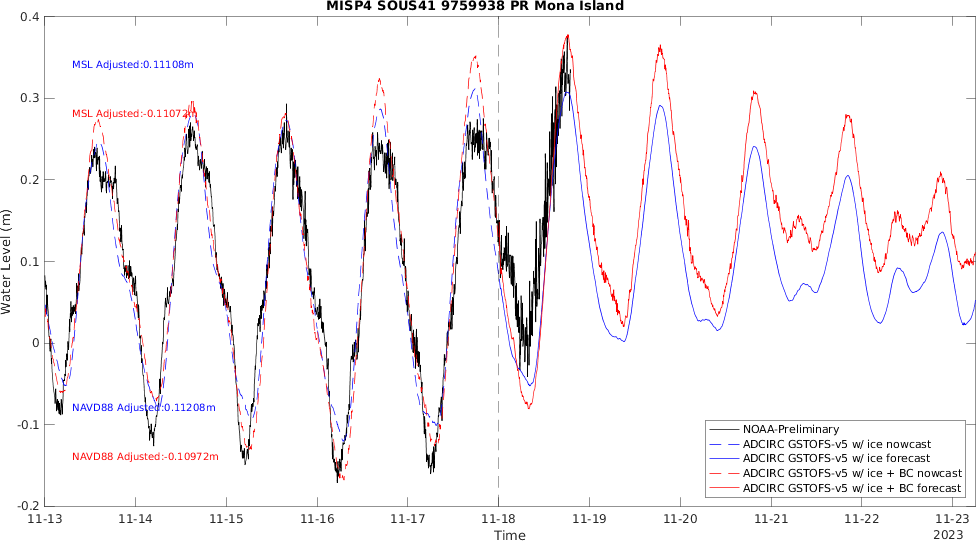 MISP4 SOUS41 9759938 PR Mona Island
0.4
0.3
0.2
0.1
0
-0.1
-0.2
Water Level (m)
MSL Adjusted:0.11108m
MSL Adjusted:-0.11072m
NAVD88 Adjusted:0.11208m
NAVD88 Adjusted:-0.10972m
NOAA-Preliminary
ADCIRC GSTOFS-v5 w/ ice nowcast
ADCIRC GSTOFS-v5 w/ ice forecast
ADCIRC GSTOFS-v5 w/ ice + BC nowcast
ADCIRC GSTOFS-v5 w/ ice + BC forecast
11-13 11-14 11-15 11-16 11-17 11-18 11-19 11-20 11-21 11-22 11-23
Time
2023